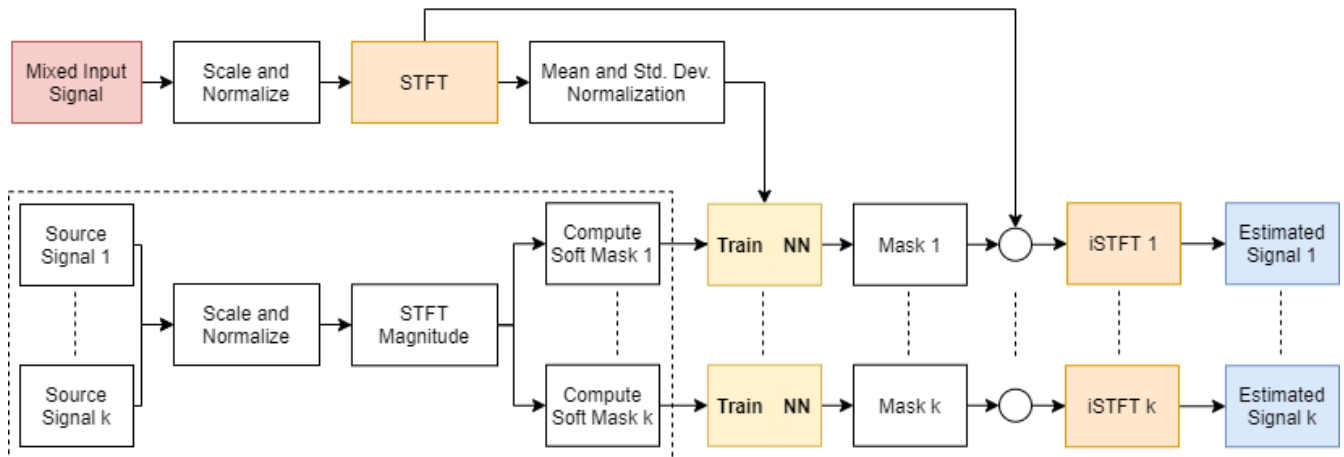 Mixed Input
Signal
Scale and
Normalize
STFT
Mean and Std. Dev.
Normalization
Source
Signal 1
Source
Signal k
Scale and
Normalize
STFT
Magnitude
Compute
Soft Mask 1
Compute
Soft Mask k
Train NN
Mask 1
iSTFT 1
Estimated
Signal 1
Train NN
Mask k
iSTFT k
Estimated
Signal k